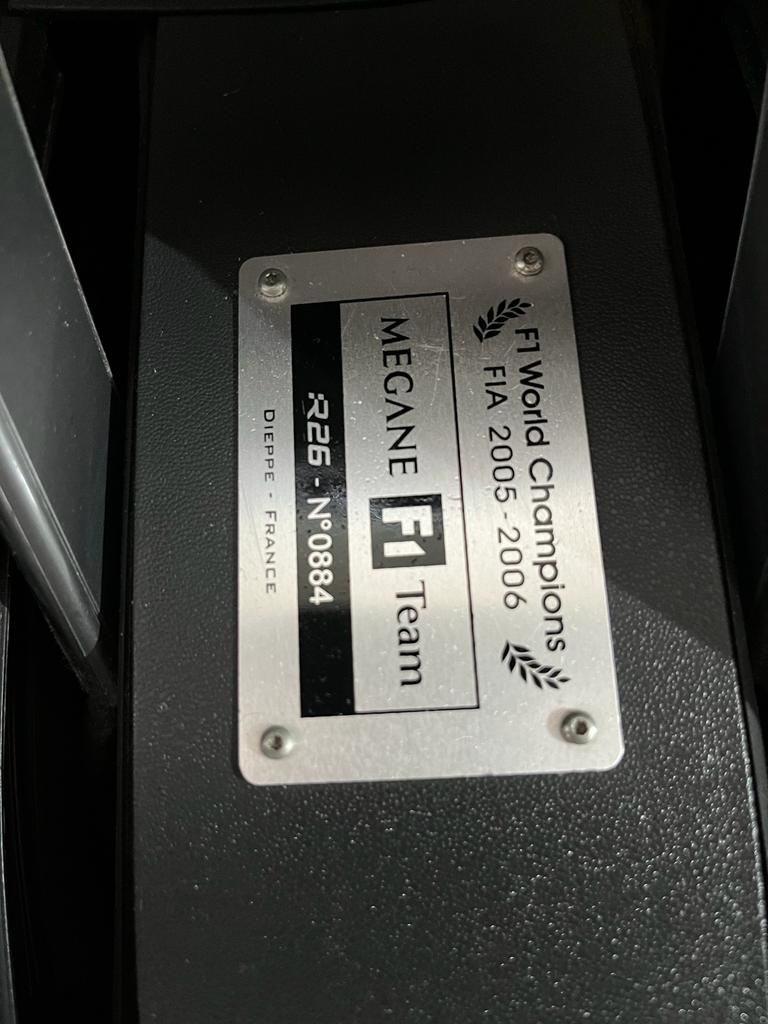 F1 World Champions
FIA 2005-2006
MEGANE F1 Team
R26 - N°0884
DIEPPE - FRANCE